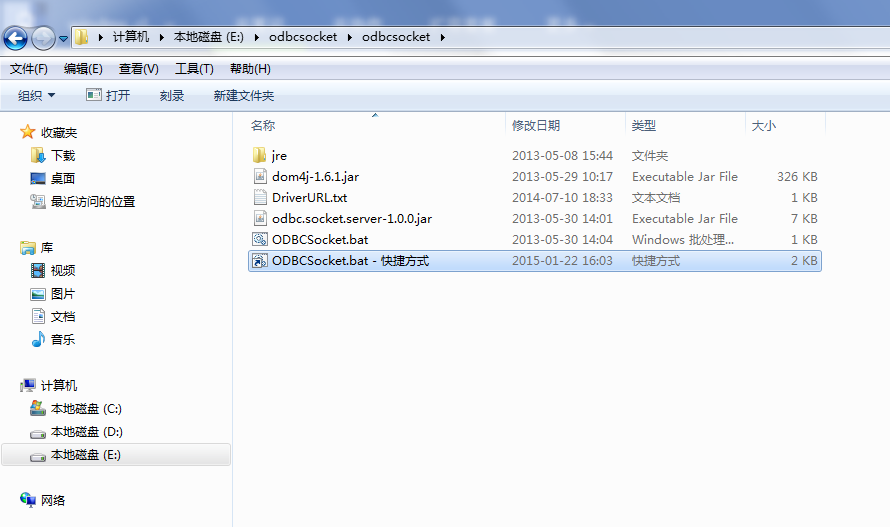 计算机 本地磁盘 (E:) odbcsocket odbcsocket
文件(F) 编辑(E) 查看(V) 工具(T) 帮助(H)
组织 打开 刻录 新建文件夹
收藏夹
下载
桌面
最近访问的位置
库
视频
图片
文档
音乐
计算机
本地磁盘 (C:)
本地磁盘 (D:)
本地磁盘 (E:)
网络
名称 修改日期 类型 大小
jre 2013-05-08 15:44 文件夹
dom4j-1.6.1.jar 2013-05-29 10:17 Executable Jar File 326 KB
DriverURL.txt 2014-07-10 18:33 文本文档 1 KB
odbc.socket.server-1.0.0.jar 2013-05-30 14:01 Executable Jar File 7 KB
ODBCSocket.bat 2013-05-30 14:04 Windows 批处理... 1 KB
ODBCSocket.bat - 快捷方式 2015-01-22 16:03 快捷方式 2 KB